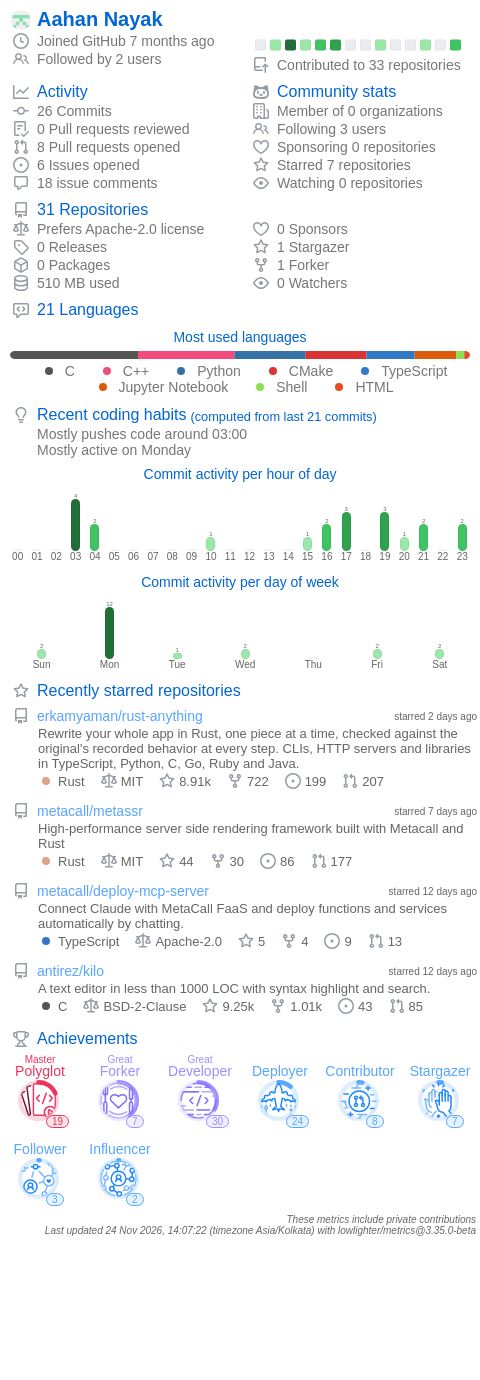 Aahan Nayak
Joined GitHub 7 months ago
Followed by 2 users
Contributed to 33 repositories
Activity
26 Commits
0 Pull requests reviewed
8 Pull requests opened
6 Issues opened
18 issue comments
Community stats
Member of 0 organizations
Following 3 users
Sponsoring 0 repositories
Starred 7 repositories
Watching 0 repositories
31 Repositories
Prefers Apache-2.0 license
0 Releases
0 Packages
510 MB used
0 Sponsors
1 Stargazer
1 Forker
0 Watchers
21 Languages
Most used languages
C C++ Python CMake TypeScript
Jupyter Notebook Shell HTML
Recent coding habits (computed from last 21 commits)
Mostly pushes code around 03:00
Mostly active on Monday
Commit activity per hour of day
4 2 1 1 2 3 3 1 2 2
00 01 02 03 04 05 06 07 08 09 10 11 12 13 14 15 16 17 18 19 20 21 22 23
Commit activity per day of week
2 12 1 2 2 2
Sun Mon Tue Wed Thu Fri Sat
Recently starred repositories
erkamyaman/rust-anything starred 2 days ago
Rewrite your whole app in Rust, one piece at a time, checked against the
original's recorded behavior at every step. CLIs, HTTP servers and libraries
in TypeScript, Python, C, Go, Ruby and Java.
Rust MIT 8.91k 722 199 207
metacall/metassr starred 7 days ago
High-performance server side rendering framework built with Metacall and
Rust
Rust MIT 44 30 86 177
metacall/deploy-mcp-server starred 12 days ago
Connect Claude with MetaCall FaaS and deploy functions and services
automatically by chatting.
TypeScript Apache-2.0 5 4 9 13
antirez/kilo starred 12 days ago
A text editor in less than 1000 LOC with syntax highlight and search.
C BSD-2-Clause 9.25k 1.01k 43 85
Achievements
Master Great Great
Polyglot Forker Developer Deployer Contributor Stargazer
19 7 30 24 8 7
Follower Influencer
3 2
These metrics include private contributions
Last updated 24 Nov 2026, 14:07:22 (timezone Asia/Kolkata) with lowlighter/metrics@3.35.0-beta